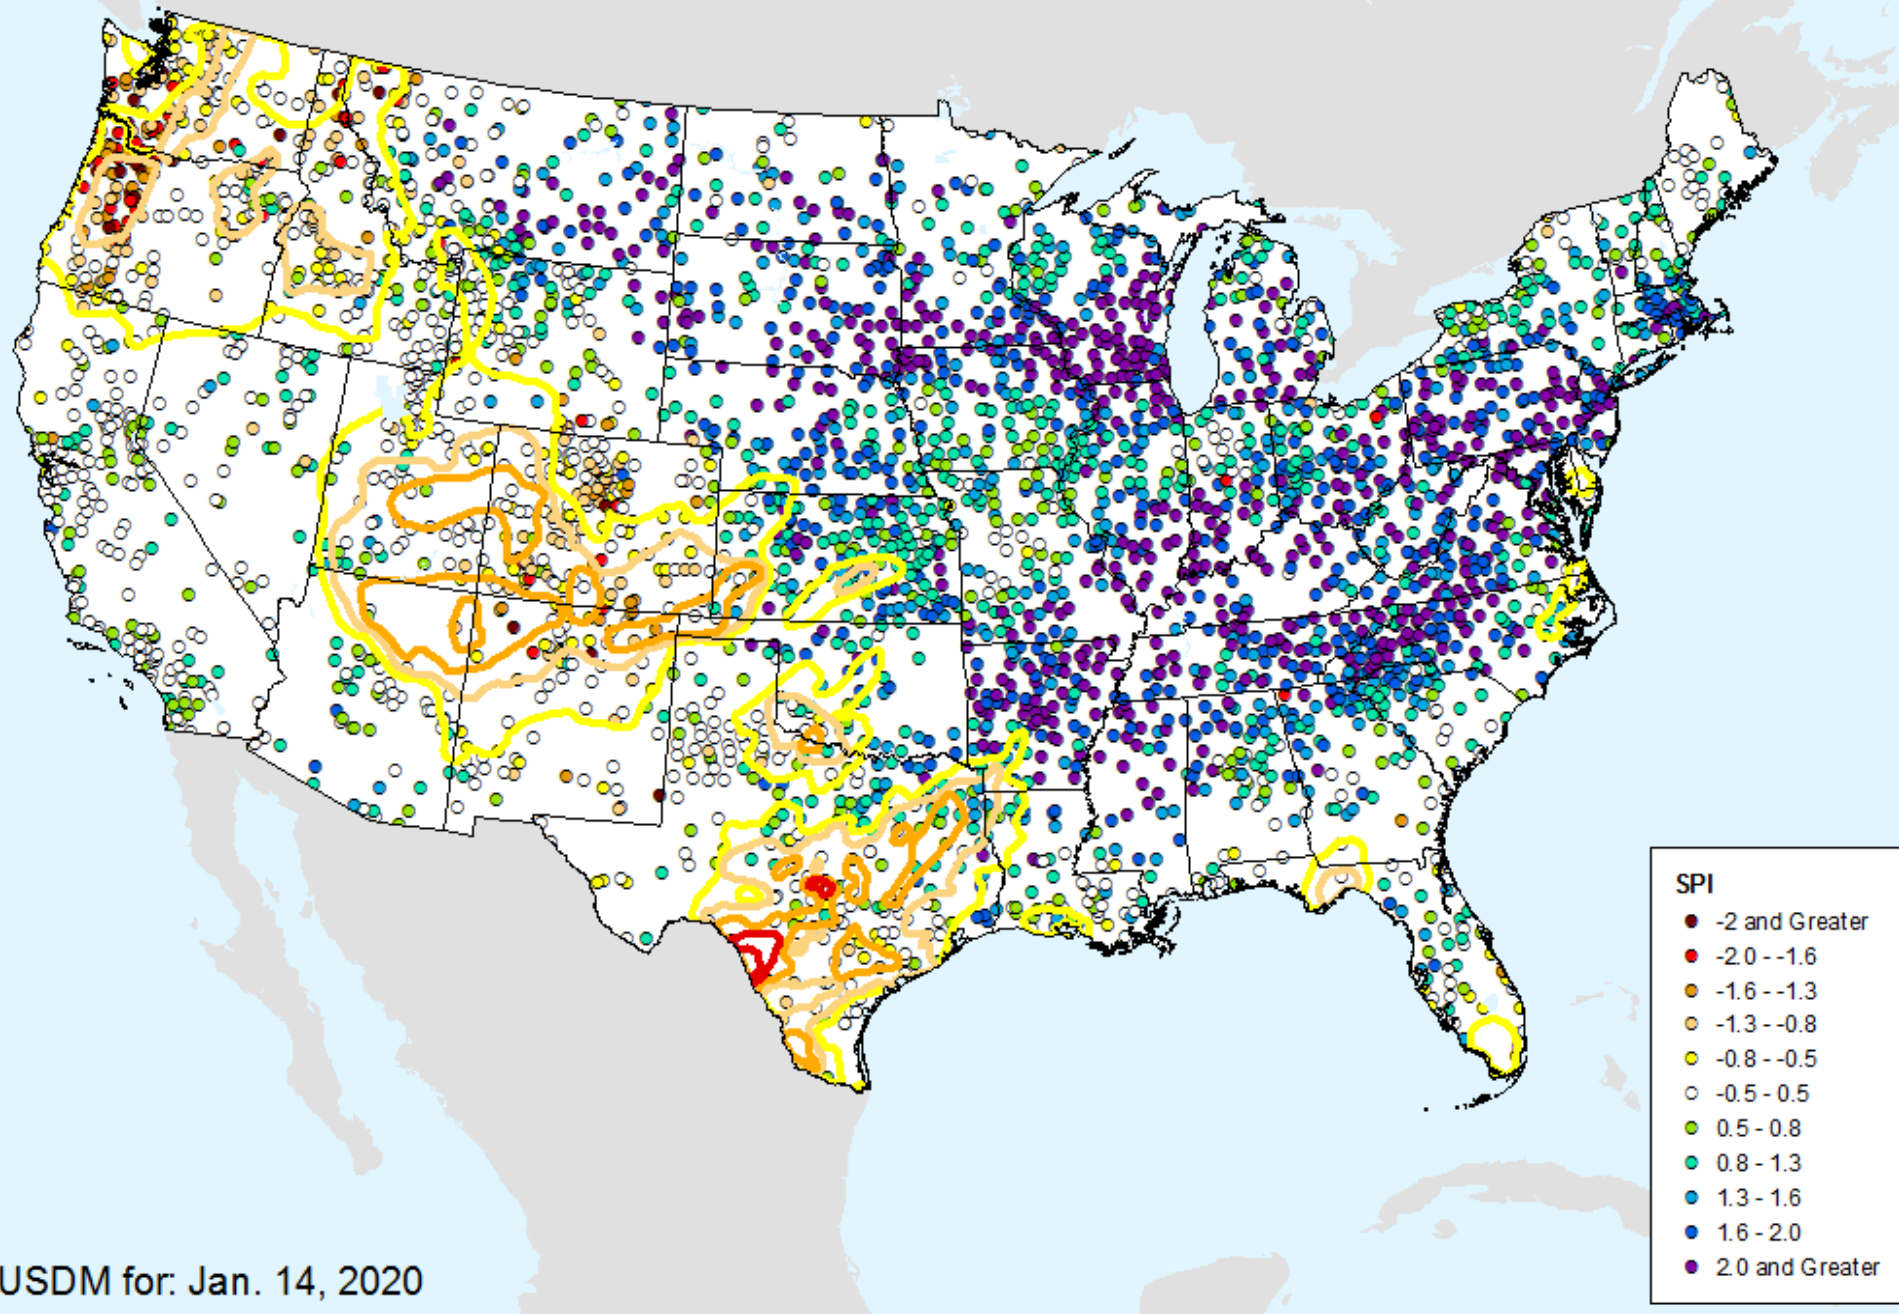 SPI
-2 and Greater
-2.0 - -1.6
-1.6 - -1.3
-1.3 - -0.8
-0.8 - -0.5
-0.5 - 0.5
0.5 - 0.8
0.8 - 1.3
1.3 - 1.6
1.6 - 2.0
2.0 and Greater
USDM for: Jan. 14, 2020